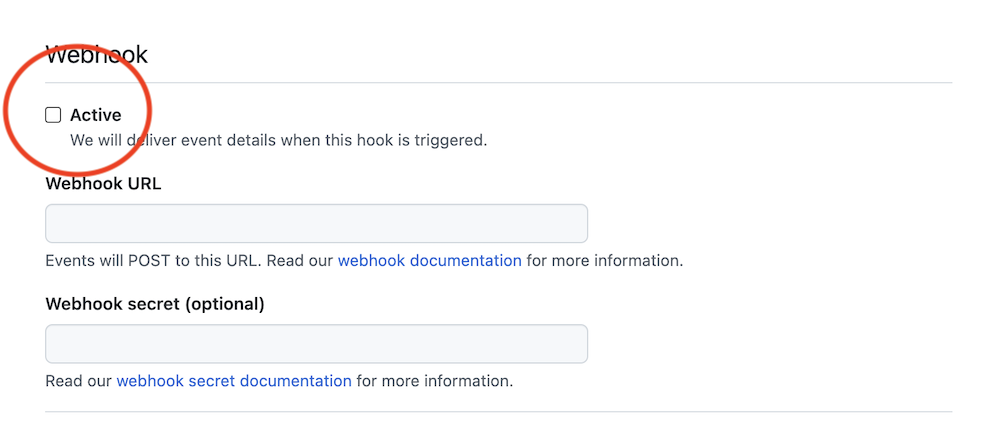 Webhook
Active
We will deliver event details when this hook is triggered.
Webhook URL
Events will POST to this URL. Read our webhook documentation for more information.
Webhook secret (optional)
Read our webhook secret documentation for more information.